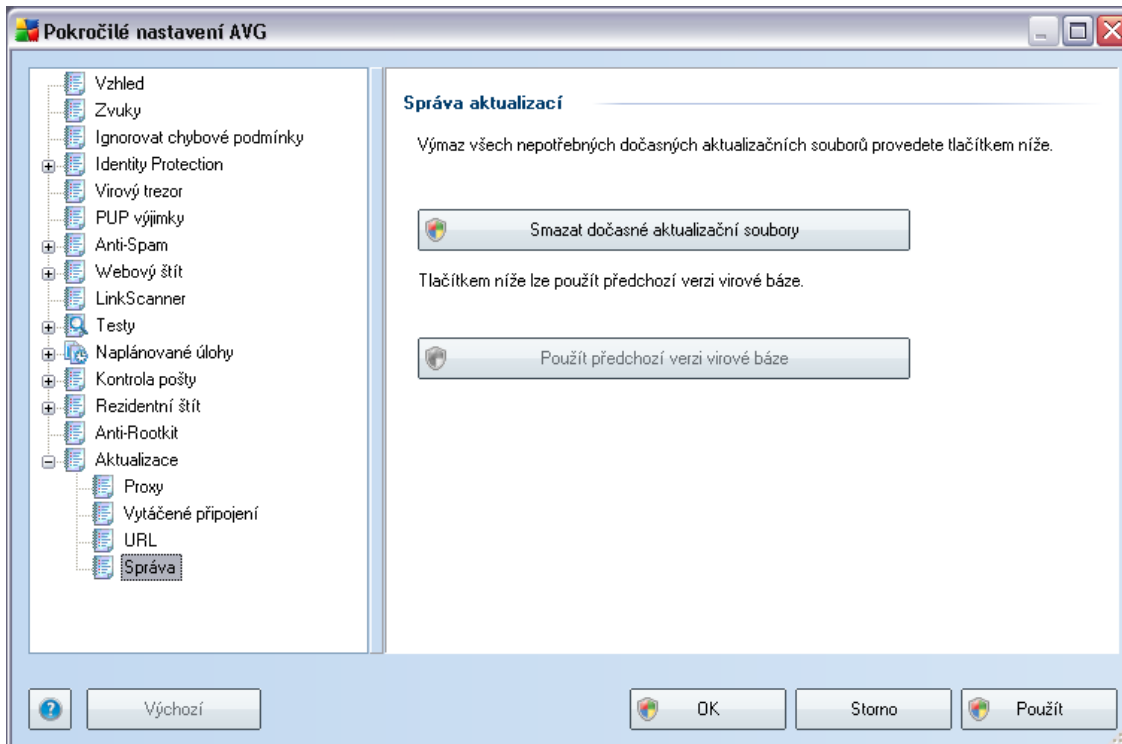 Pokročilé nastavení AVG
Vzhled
Zvuky
Ignorovat chybové podmínky
Identity Protection
Virový trezor
PUP výjimky
Anti-Spam
Webový štít
LinkScanner
Testy
Naplánované úlohy
Kontrola pošty
Rezidentní štít
Anti-Rootkit
Aktualizace
Proxy
Vytáčené připojení
URL
Správa
Správa aktualizací
Výmaz všech nepotřebných dočasných aktualizačních souborů provedete tlačítkem níže.
Smazat dočasné aktualizační soubory
Tlačítkem níže lze použít předchozí verzi virové báze.
Použít předchozí verzi virové báze
Výchozí
OK
Storno
Použít